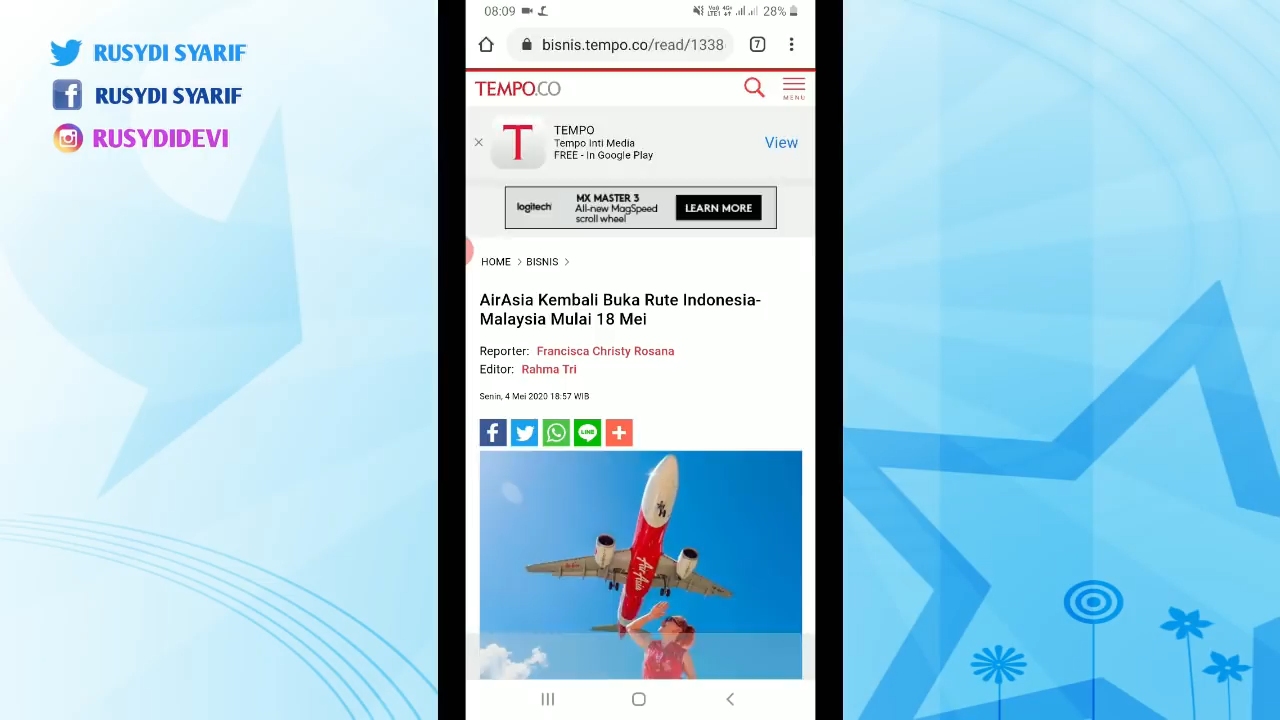 RUSYDI SYARIF
RUSYDI SYARIF
RUSYDIDEVI
08:09
28%
bisnis.tempo.co/read/1338
7
TEMPO.CO
MENU
T
TEMPO
Tempo Inti Media
FREE - In Google Play
View
logitech
MX MASTER 3
All-new MagSpeed
scroll wheel
LEARN MORE
HOME > BISNIS >
AirAsia Kembali Buka Rute Indonesia-
Malaysia Mulai 18 Mei
Reporter: Francisca Christy Rosana
Editor: Rahma Tri
Senin, 4 Mei 2020 18:57 WIB
LINE
AirAsia